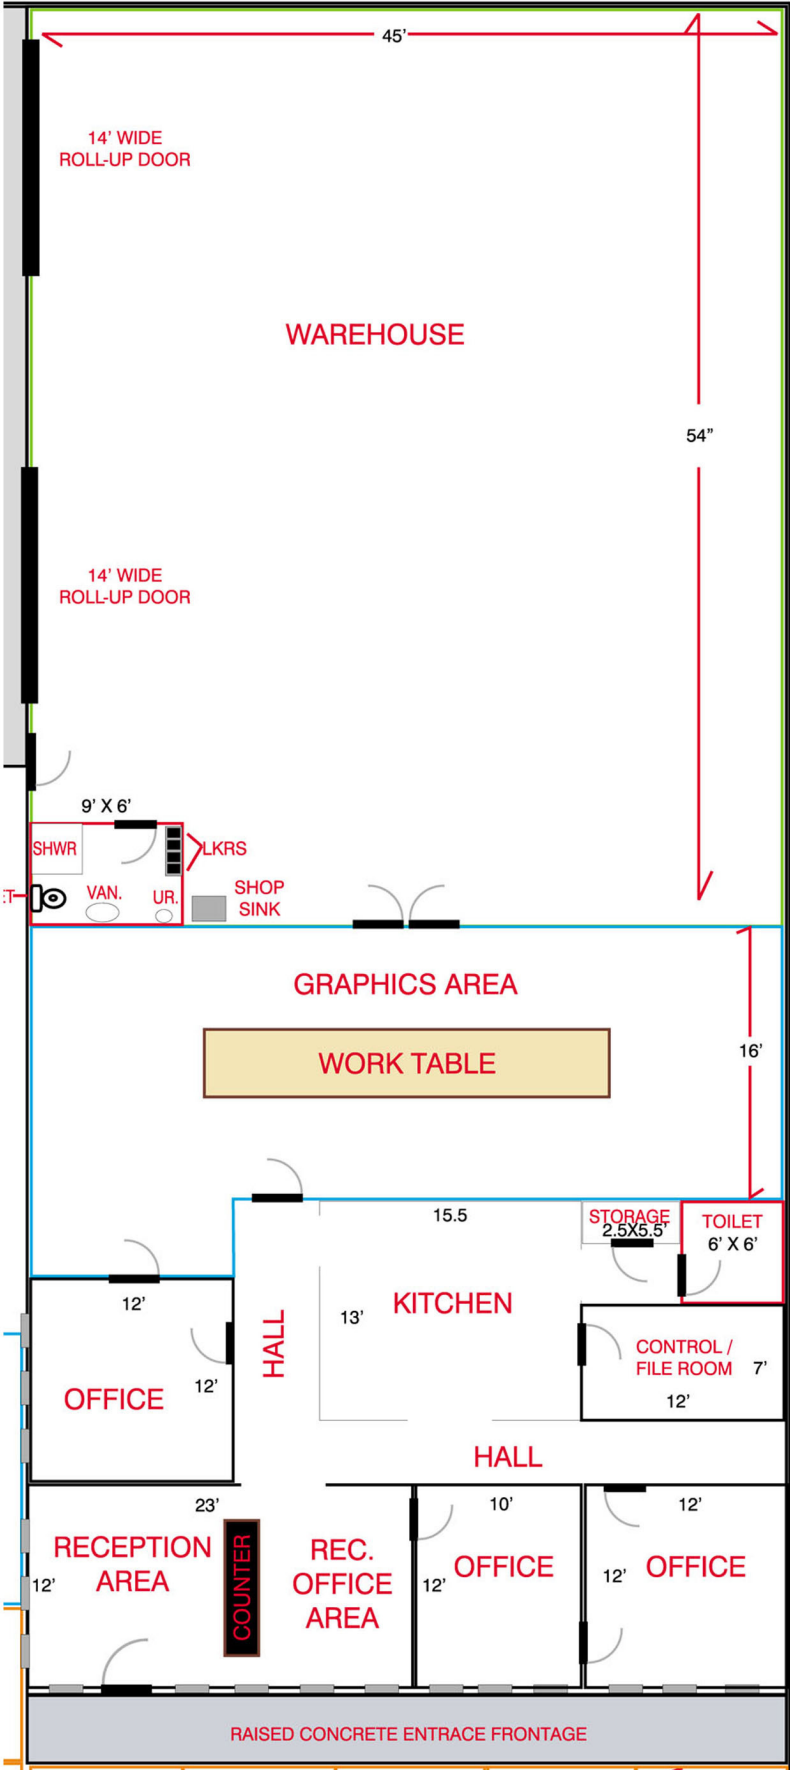 45’
14’ WIDE
ROLL-UP DOOR
WAREHOUSE
54”
14’ WIDE
ROLL-UP DOOR
9’ X 6’
SHWR
LKRS
VAN.
UR.
SHOP
SINK
GRAPHICS AREA
WORK TABLE
16’
15.5
STORAGE
2.5X5.5’
TOILET
6’ X 6’
12’
HALL
13’
KITCHEN
CONTROL /
FILE ROOM
7’
12’
12’
OFFICE
HALL
23’
RECEPTION
AREA
12’
COUNTER
REC.
OFFICE
AREA
10’
OFFICE
12’
12’
OFFICE
12’
RAISED CONCRETE ENTRACE FRONTAGE